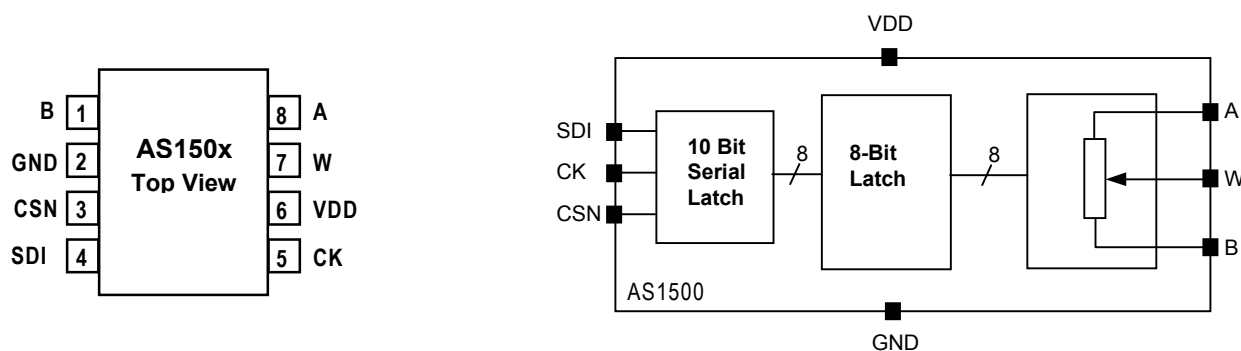 B 1
GND 2
CSN 3
SDI 4
AS150x
Top View
8 A
7 W
6 VDD
5 CK
VDD
SDI
CK
CSN
10 Bit
Serial
Latch
8
8-Bit
Latch
8
A
W
B
AS1500
GND